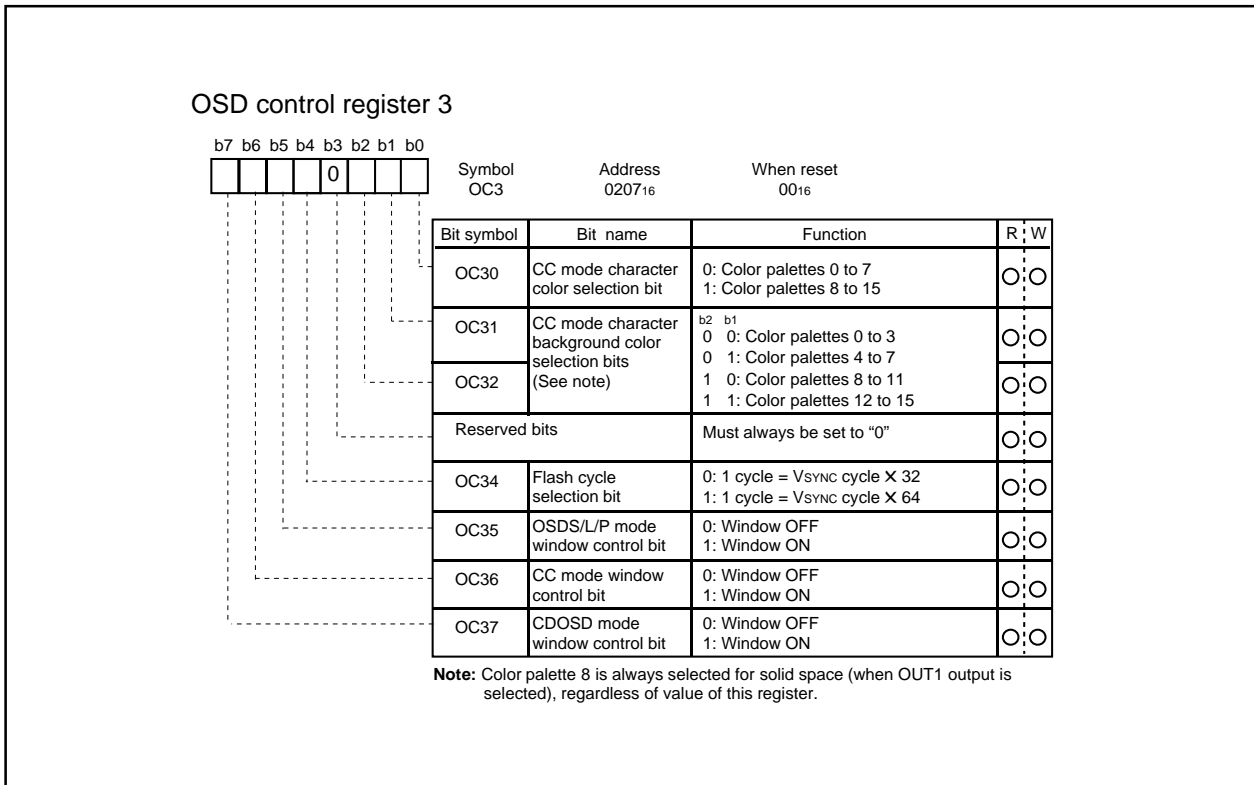 OSD control register 3
b7 b6 b5 b4 b3 b2 b1 b0
0
Symbol Address When reset
OC3 020716 0016
Bit symbol Bit name Function R W
OC30 CC mode character color selection bit 0: Color palettes 0 to 7
1: Color palettes 8 to 15
OC31 CC mode character
background color
selection bits
(See note)
b2 b1
0 0: Color palettes 0 to 3
0 1: Color palettes 4 to 7
OC32 1 0: Color palettes 8 to 11
1 1: Color palettes 12 to 15
Reserved bits Must always be set to “0”
OC34 Flash cycle
selection bit
0: 1 cycle = VSYNC cycle X 32
1: 1 cycle = VSYNC cycle X 64
OC35 OSDS/L/P mode
window control bit
0: Window OFF
1: Window ON
OC36 CC mode window
control bit
0: Window OFF
1: Window ON
OC37 CDOSD mode
window control bit
0: Window OFF
1: Window ON
Note: Color palette 8 is always selected for solid space (when OUT1 output is
selected), regardless of value of this register.